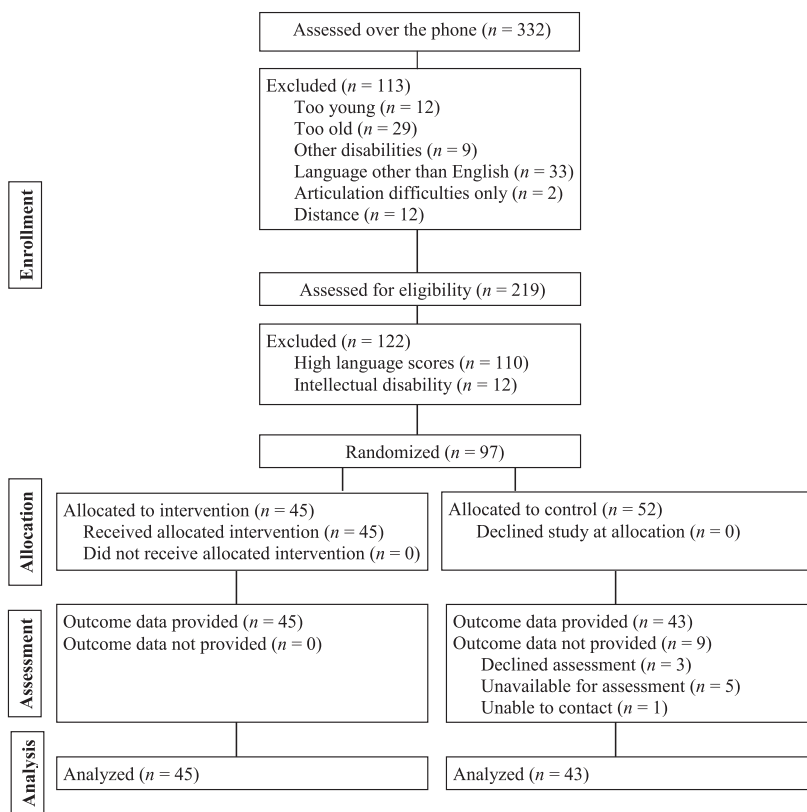 Assessed over the phone (n = 332)
Excluded (n = 113)
Too young (n = 12)
Too old (n = 29)
Other disabilities (n = 9)
Language other than English (n = 33)
Articulation difficulties only (n = 2)
Distance (n = 12)
Enrollment
Assessed for eligibility (n = 219)
Excluded (n = 122)
High language scores (n = 110)
Intellectual disability (n = 12)
Randomized (n = 97)
Allocation
Allocated to intervention (n = 45)
Received allocated intervention (n = 45)
Did not receive allocated intervention (n = 0)
Allocated to control (n = 52)
Declined study at allocation (n = 0)
Assessment
Outcome data provided (n = 45)
Outcome data not provided (n = 0)
Outcome data provided (n = 43)
Outcome data not provided (n = 9)
Declined assessment (n = 3)
Unavailable for assessment (n = 5)
Unable to contact (n = 1)
Analysis
Analyzed (n = 45)
Analyzed (n = 43)